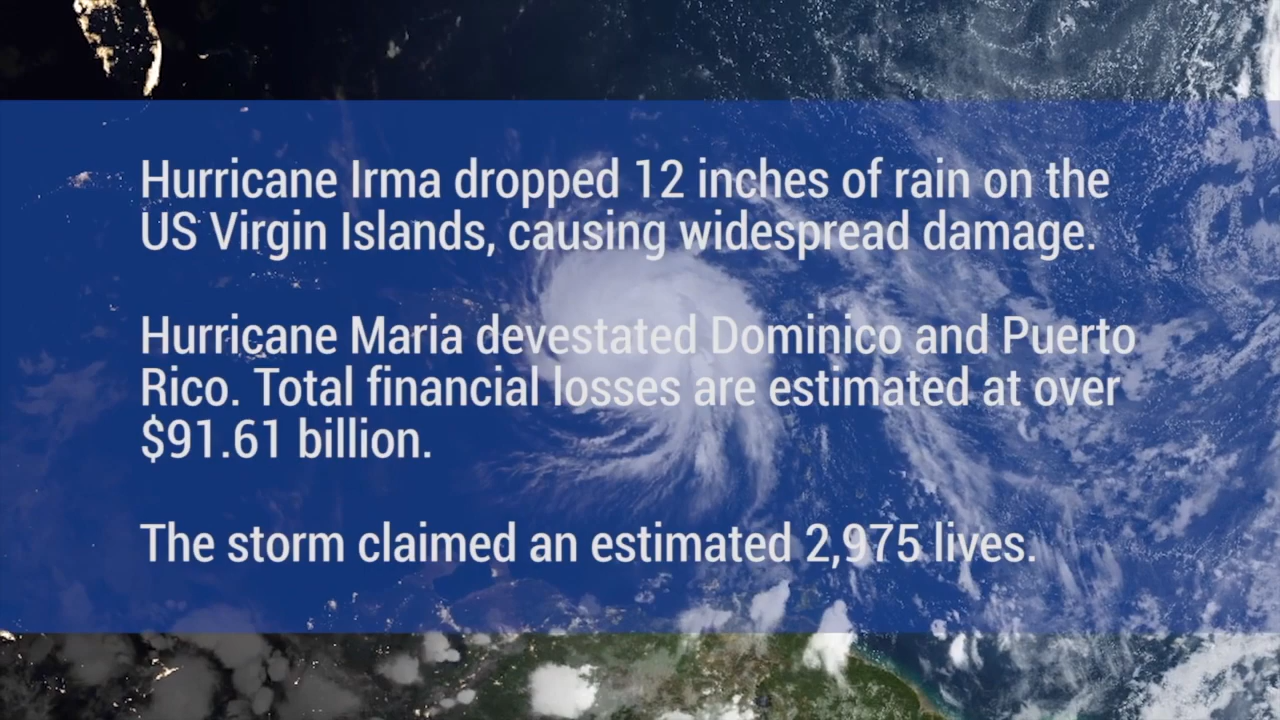 Hurricane Irma dropped 12 inches of rain on the
US Virgin Islands, causing widespread damage.
Hurricane Maria devestated Dominico and Puerto
Rico. Total financial losses are estimated at over
$91.61 billion.
The storm claimed an estimated 2,975 lives.